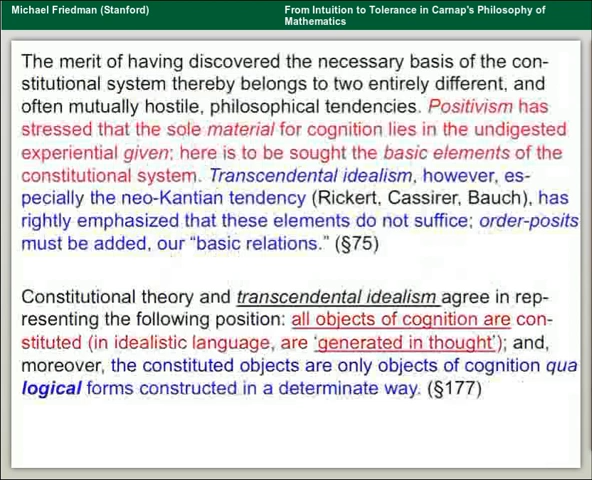 Michael Friedman (Stanford)
From Intuition to Tolerance in Carnap's Philosophy of
Mathematics
The merit of having discovered the necessary basis of the con-
stitutional system thereby belongs to two entirely different, and
often mutually hostile, philosophical tendencies. Positivism has
stressed that the sole material for cognition lies in the undigested
experiential given; here is to be sought the basic elements of the
constitutional system. Transcendental idealism, however, es-
pecially the neo-Kantian tendency (Rickert, Cassirer, Bauch), has
rightly emphasized that these elements do not suffice; order-posits
must be added, our “basic relations.” (§75)
Constitutional theory and transcendental idealism agree in rep-
resenting the following position: all objects of cognition are con-
stituted (in idealistic language, are ‘generated in thought’); and,
moreover, the constituted objects are only objects of cognition qua
logical forms constructed in a determinate way. (§177)